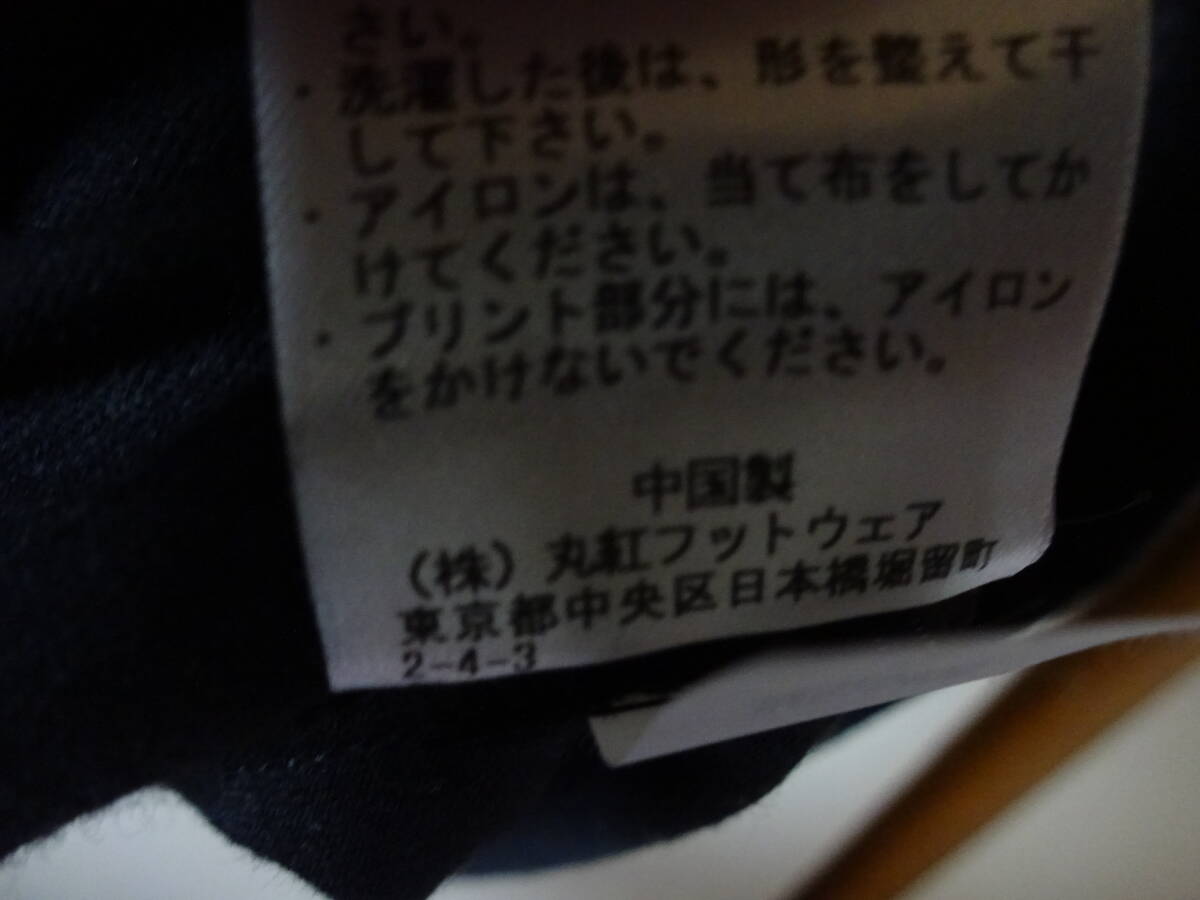 さい。
・洗濯した後は、形を整えて干
して下さい。
・アイロンは、当て布をしてか
けてください。
・プリント部分には、アイロン
をかけないでください。
中国製
(株)丸紅フットウェア
東京都中央区日本橋堀留町
2-4-3